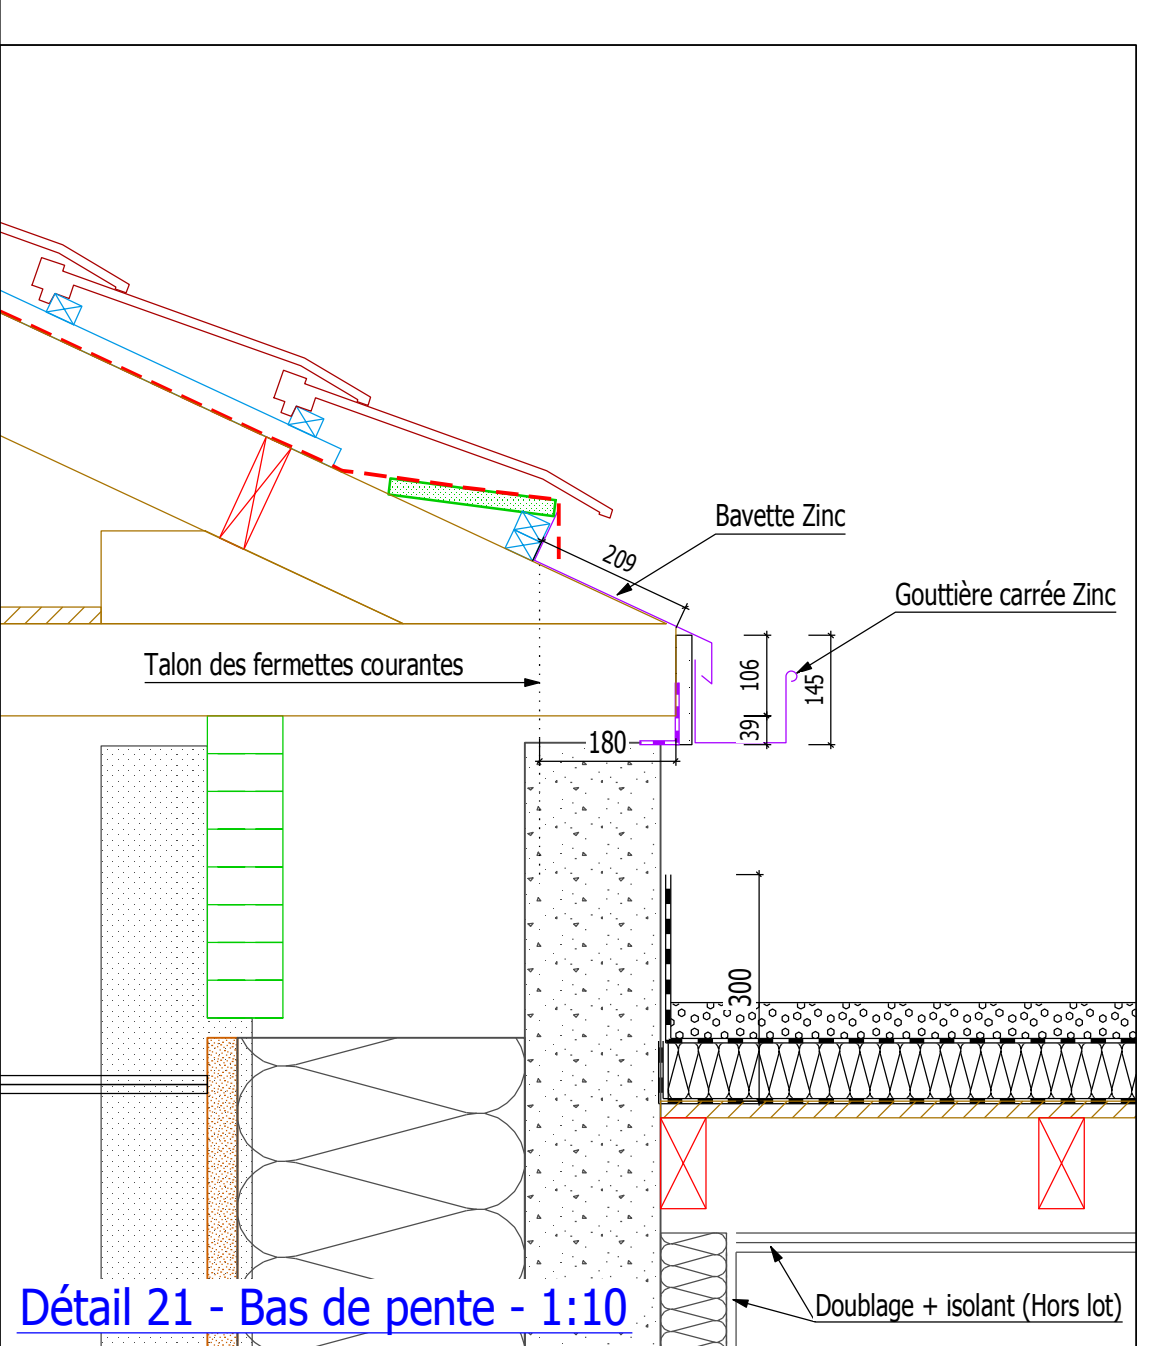 Bavette Zinc
209
Gouttière carrée Zinc
Talon des fermettes courantes
106
145
39
180
300
Détail 21 - Bas de pente - 1:10
Doublage + isolant (Hors lot)